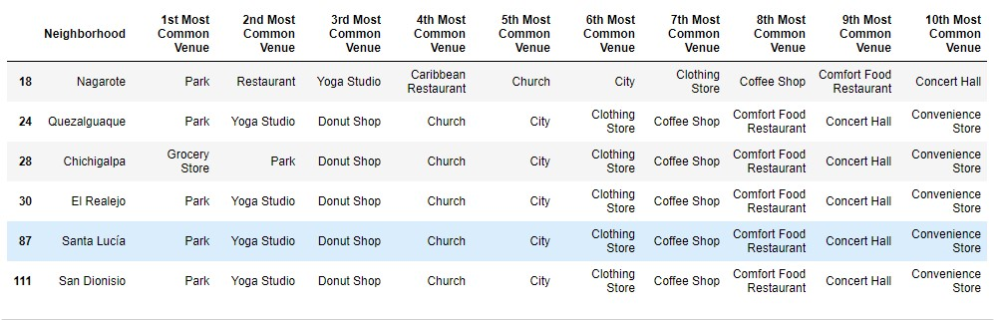 Neighborhood 1st Most Common Venue 2nd Most Common Venue 3rd Most Common Venue 4th Most Common Venue 5th Most Common Venue 6th Most Common Venue 7th Most Common Venue 8th Most Common Venue 9th Most Common Venue 10th Most Common Venue
18 Nagarote Park Restaurant Yoga Studio Caribbean Restaurant Church City Clothing Store Coffee Shop Comfort Food Restaurant Concert Hall
24 Quezalguaque Park Yoga Studio Donut Shop Church City Clothing Store Coffee Shop Comfort Food Restaurant Concert Hall Convenience Store
28 Chichigalpa Grocery Store Park Donut Shop Church City Clothing Store Coffee Shop Comfort Food Restaurant Concert Hall Convenience Store
30 El Realejo Park Yoga Studio Donut Shop Church City Clothing Store Coffee Shop Comfort Food Restaurant Concert Hall Convenience Store
87 Santa Lucía Park Yoga Studio Donut Shop Church City Clothing Store Coffee Shop Comfort Food Restaurant Concert Hall Convenience Store
111 San Dionisio Park Yoga Studio Donut Shop Church City Clothing Store Coffee Shop Comfort Food Restaurant Concert Hall Convenience Store